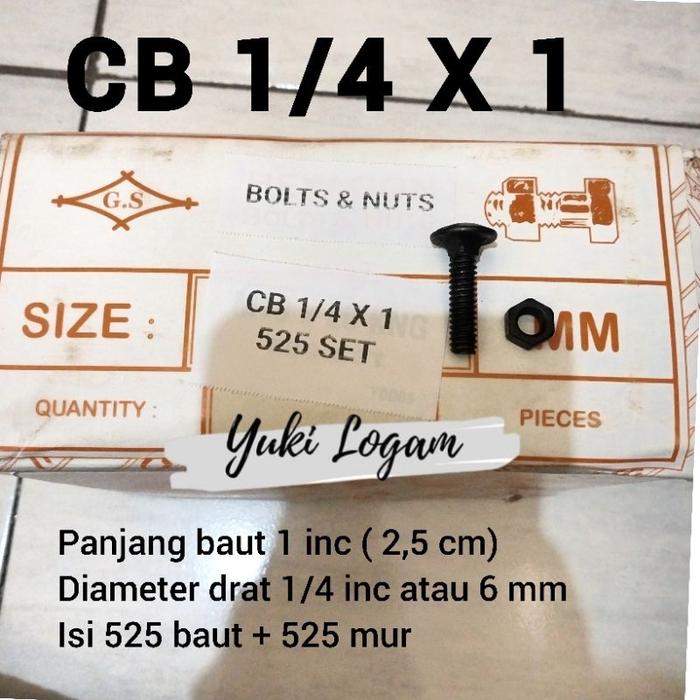 CB 1/4 X 1
G.S
BOLTS & NUTS
SIZE :
CB 1/4 X 1
525 SET
MM
QUANTITY :
PIECES
Yuki Logam
Panjang baut 1 inc ( 2,5 cm)
Diameter drat 1/4 inc atau 6 mm
Isi 525 baut + 525 mur